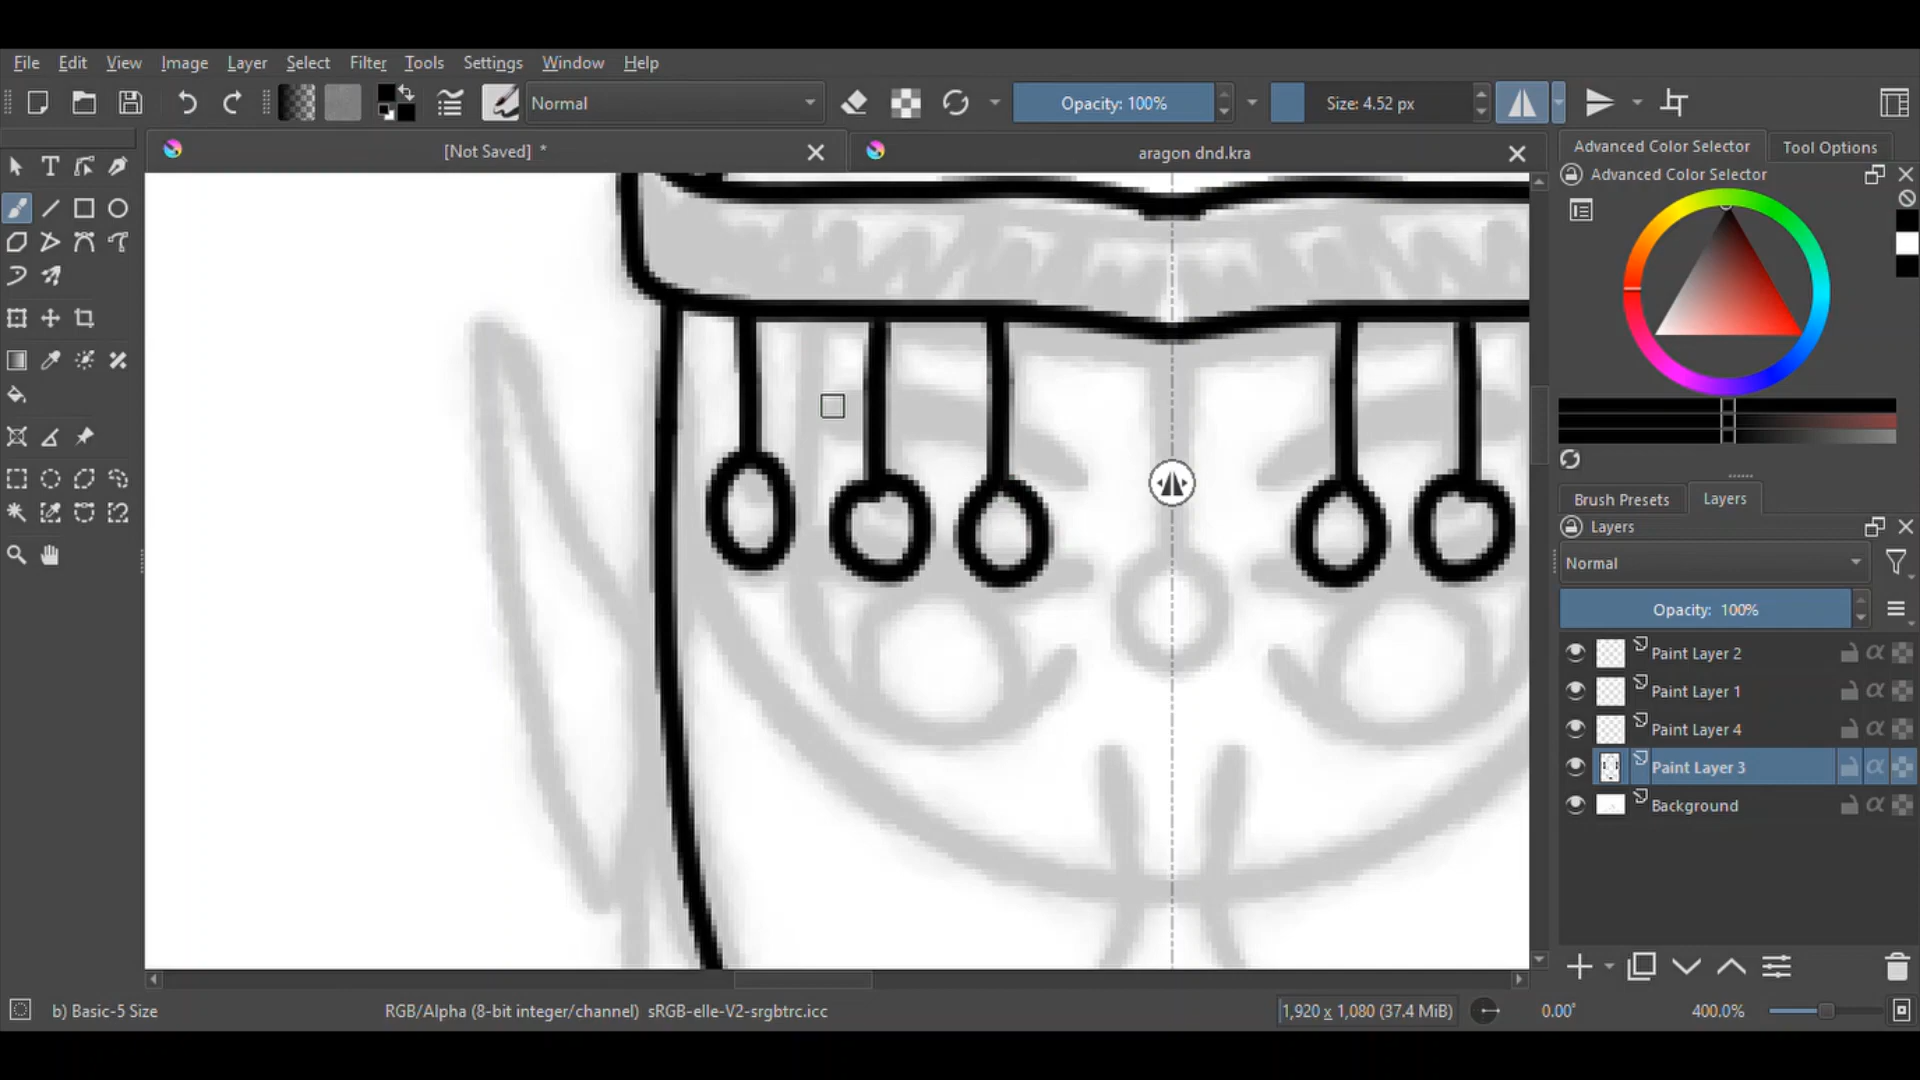 File Edit View Image Layer Select Filter Tools Settings Window Help
Normal Opacity: 100% Size: 4.52 px
[Not Saved] * aragon dnd.kra
Advanced Color Selector Tool Options
Advanced Color Selector
Brush Presets Layers
Layers
Normal
Opacity: 100%
Paint Layer 2
Paint Layer 1
Paint Layer 4
Paint Layer 3
Background
b) Basic-5 Size RGB/Alpha (8-bit integer/channel) sRGB-elle-V2-srgbtrc.icc 1,920 x 1,080 (37.4 MiB) 0.00° 400.0%